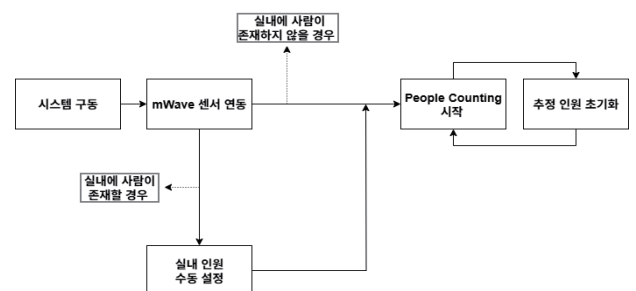 실내에 사람이
존재하지 않을 경우
시스템 구동
mWave 센서 연동
People Counting
시작
추정 인원 초기화
실내에 사람이
존재할 경우
실내 인원
수동 설정